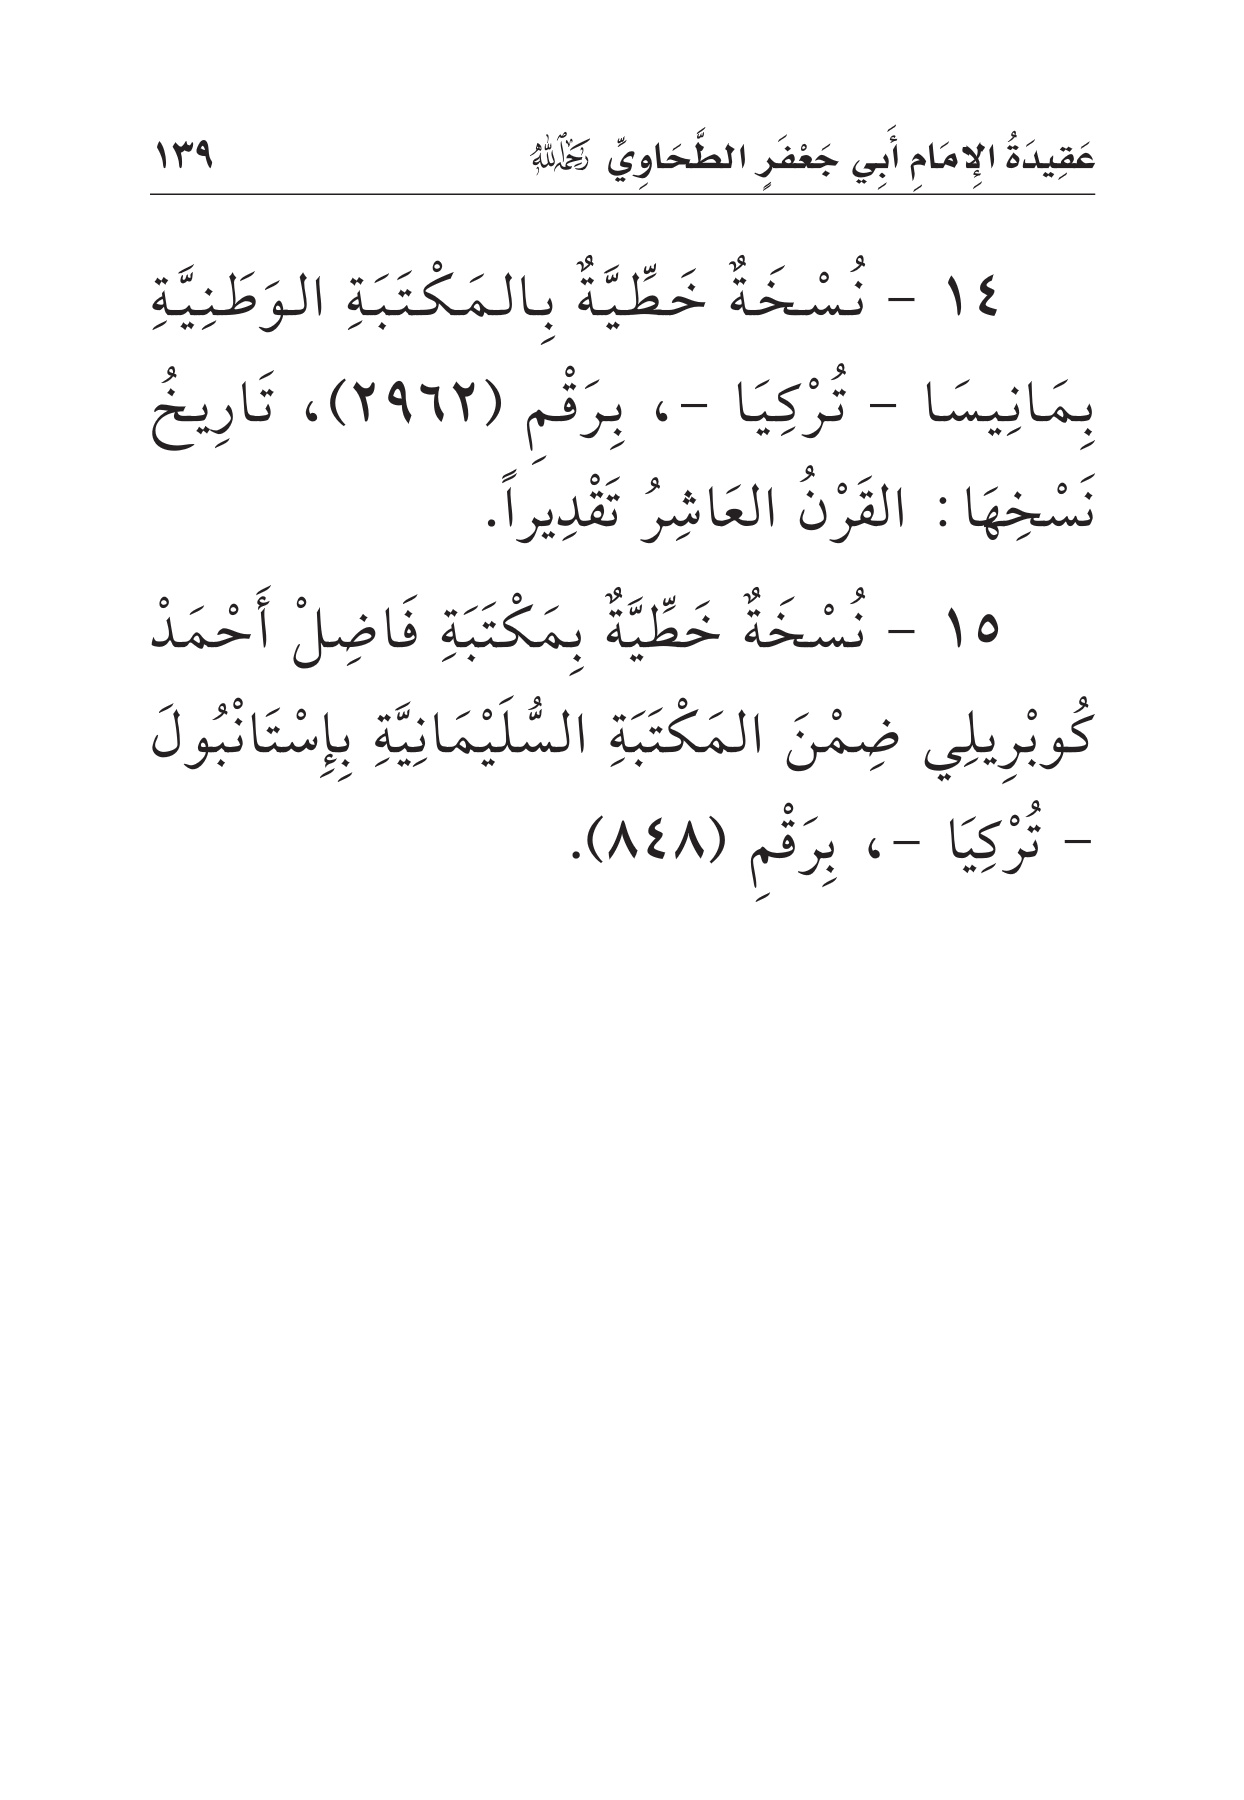 عَقِيدَةُ الإِمَامِ أَبِي جَعْفَرٍ الطَّحَاوِيِّ رَحِمَهُ اللَّهُ ١٣٩
١٤ – نُسْخَةٌ خَطِّيَّةٌ بِالمَكْتَبَةِ الوَطَنِيَّةِ
بِمَانِيسَا – تُرْكِيَا –، بِرَقْمِ (٢٩٦٢)، تَارِيخُ
نَسْخِهَا: القَرْنُ العَاشِرُ تَقْدِيراً.
١٥ – نُسْخَةٌ خَطِّيَّةٌ بِمَكْتَبَةِ فَاضِلْ أَحْمَدْ
كُوبْرِيلِي ضِمْنَ المَكْتَبَةِ السُّلَيْمَانِيَّةِ بِإِسْتَانْبُولَ
– تُرْكِيَا –، بِرَقْمِ (٨٤٨).